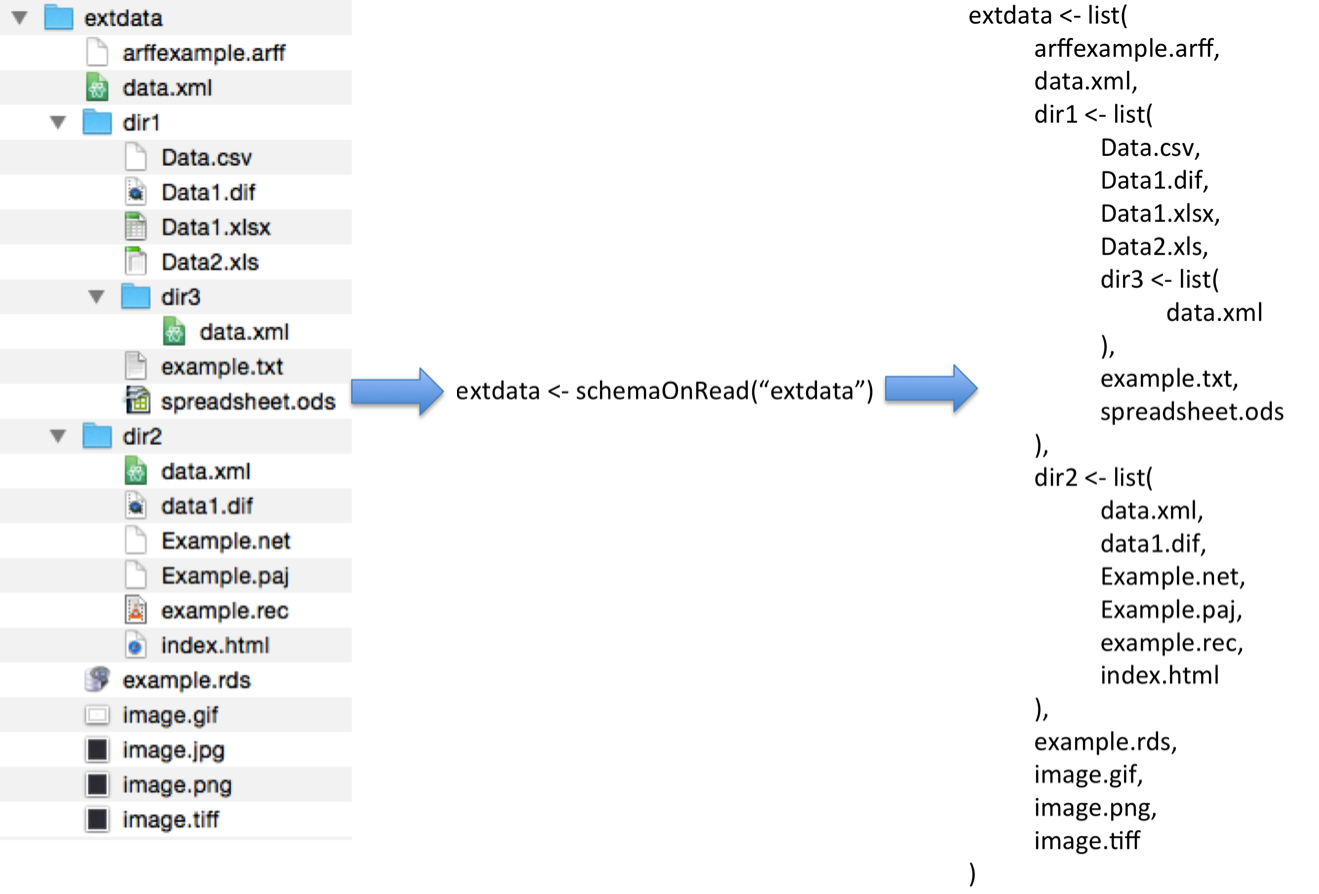 extdata
arffexample.arff
data.xml
dir1
Data.csv
Data1.dif
Data1.xlsx
Data2.xls
dir3
data.xml
example.txt
spreadsheet.ods
dir2
data.xml
data1.dif
Example.net
Example.paj
example.rec
index.html
example.rds
image.gif
image.jpg
image.png
image.tiff
extdata <- schemaOnRead(“extdata”)
extdata <- list(
arffexample.arff,
data.xml,
dir1 <- list(
Data.csv,
Data1.dif,
Data1.xlsx,
Data2.xls,
dir3 <- list(
data.xml
),
example.txt,
spreadsheet.ods
),
dir2 <- list(
data.xml,
data1.dif,
Example.net,
Example.paj,
example.rec,
index.html
),
example.rds,
image.gif,
image.png,
image.tiff
)